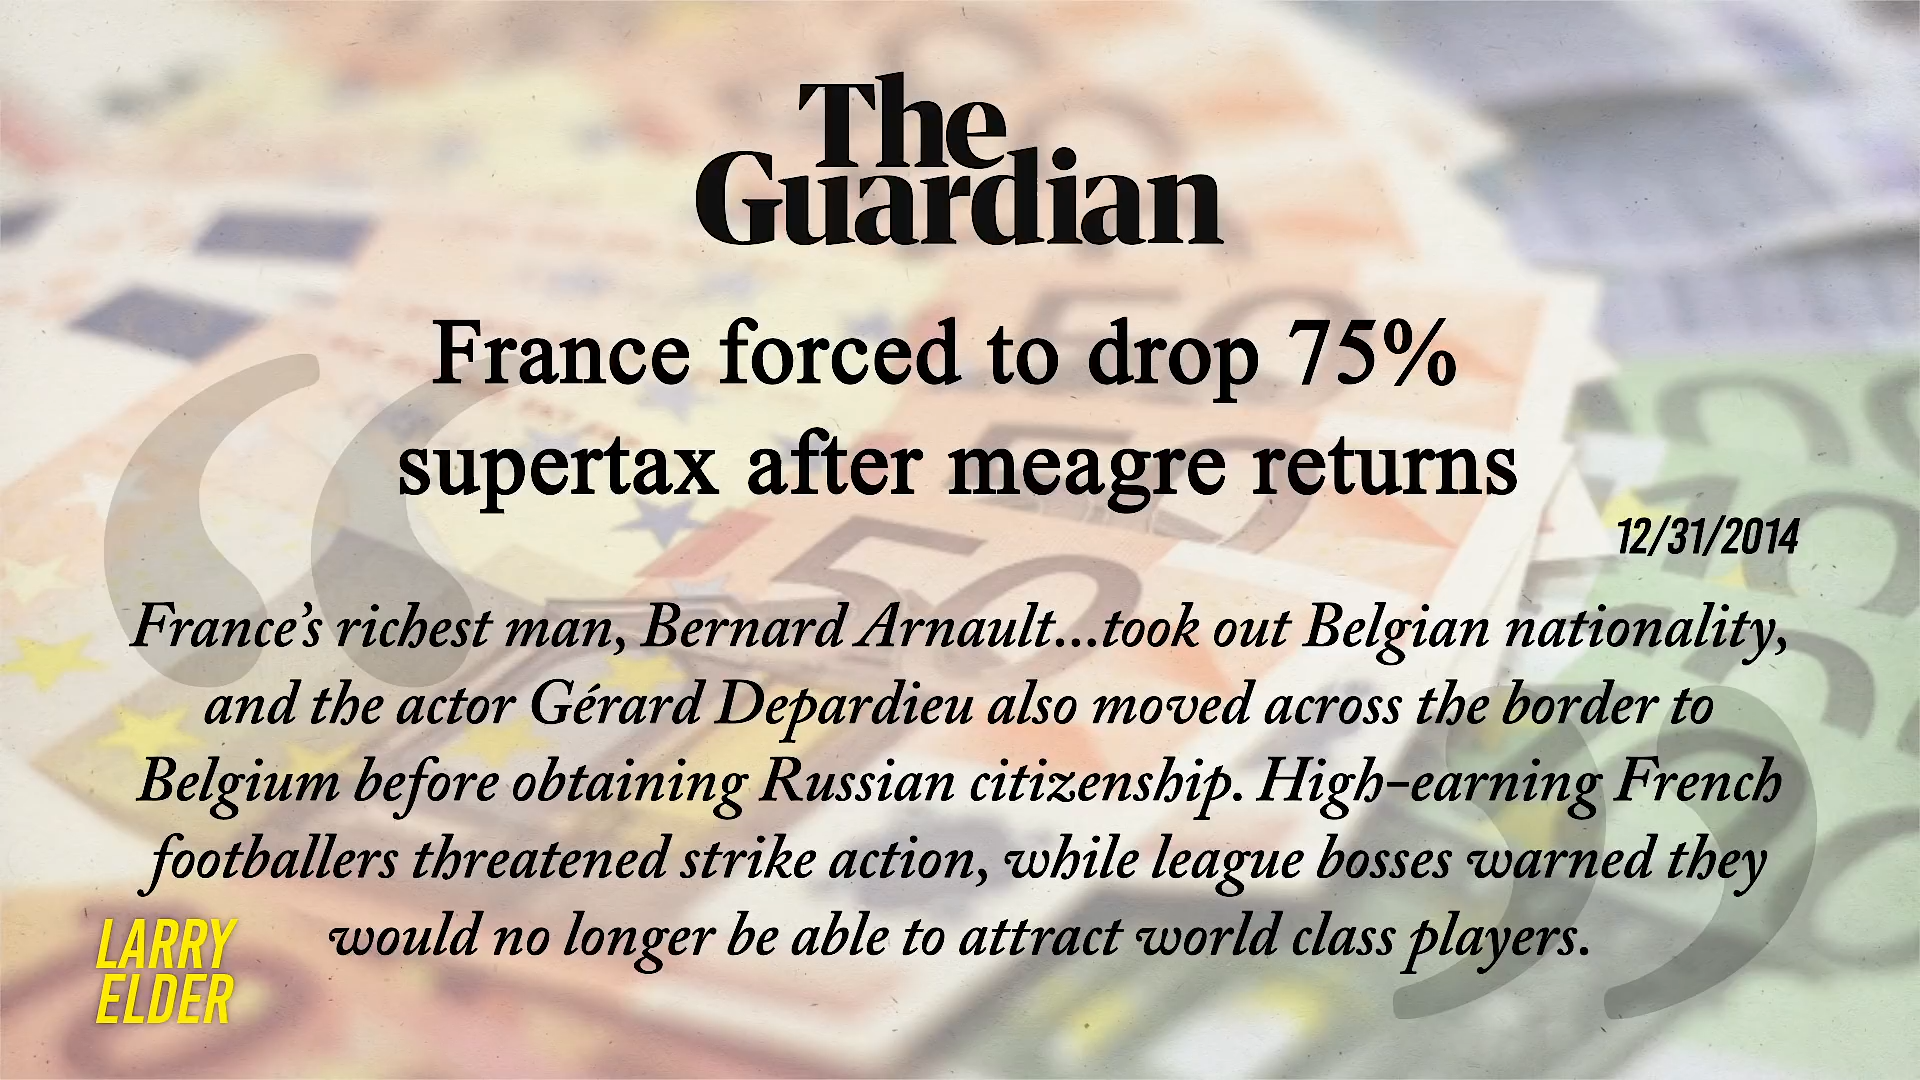 The
Guardian
France forced to drop 75%
supertax after meagre returns
12/31/2014
France's richest man, Bernard Arnault...took out Belgian nationality,
and the actor Gérard Depardieu also moved across the border to
Belgium before obtaining Russian citizenship. High-earning French
footballers threatened strike action, while league bosses warned they
would no longer be able to attract world class players.
LARRY
ELDER